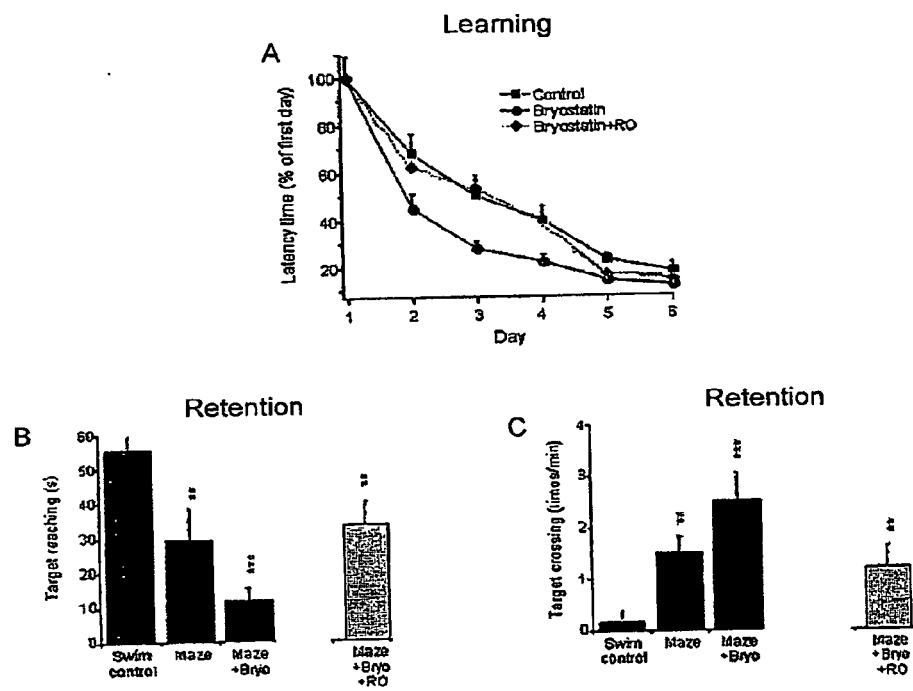 Learning
A
Latency time (% of first day)
100
80
60
40
20
Control
Bryostatin
Bryostatin+RO
1 2 3 4 5 6
Day
Retention
B
Target reaching (s)
60
50
40
30
20
10
0
##
###
##
Swim control
Maze
Maze +Bryo
Maze +Bryo +RO
Retention
C
Target crossing (times/min)
4
3
2
1
0
##
###
##
Swim control
Maze
Maze +Bryo
Maze +Bryo +RO